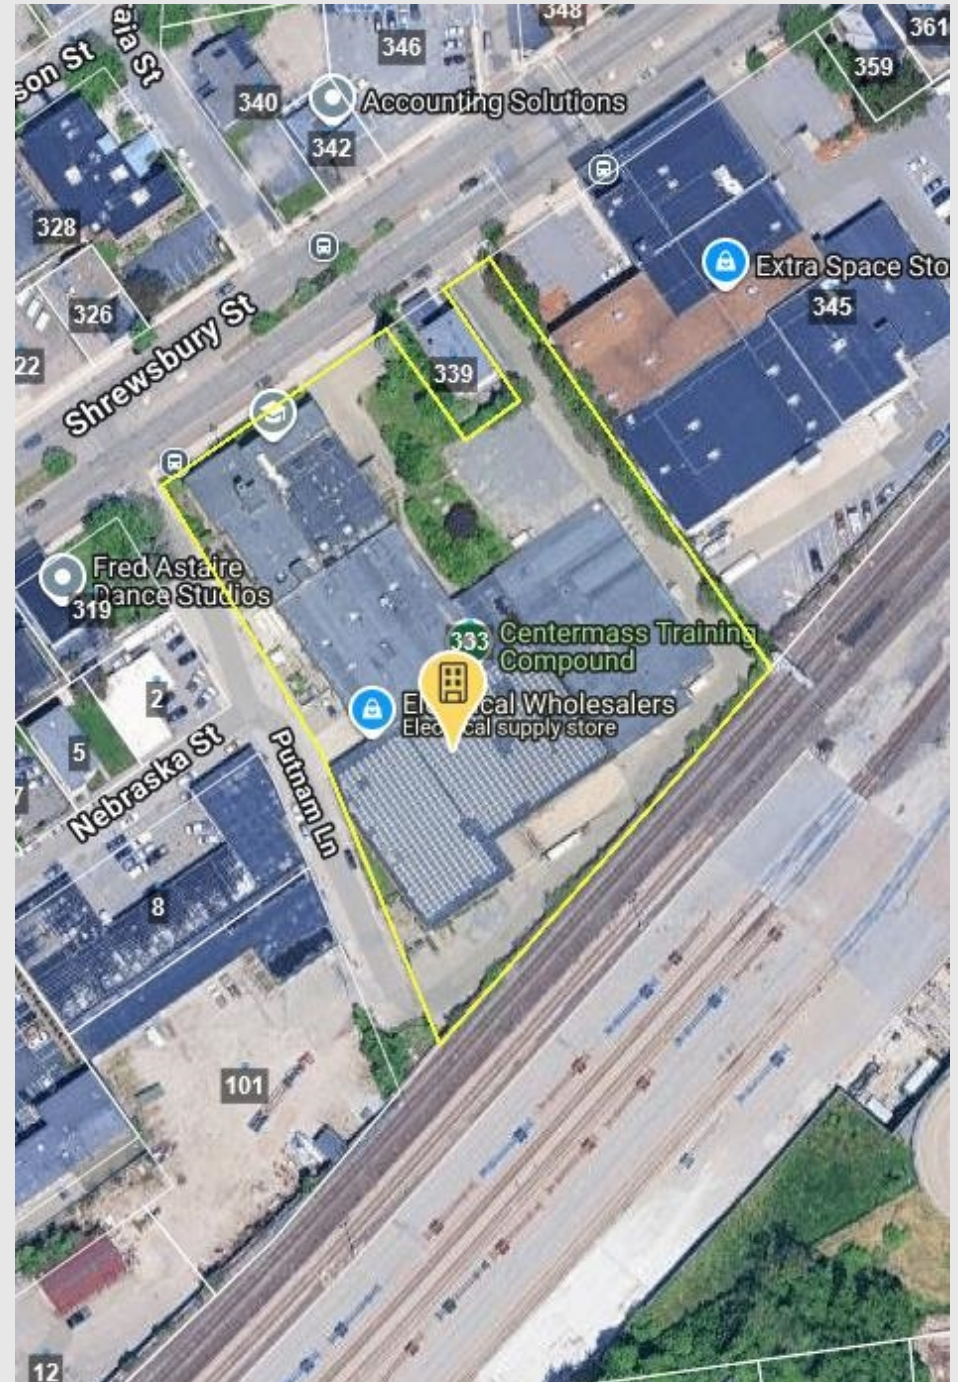 348
361
aia St
346
son St
359
340
Accounting Solutions
342
328
Extra Space Sto
326
345
22
Shrewsbury St
339
Fred Astaire
Dance Studios
319
333
Centermass Training
Compound
2
Electrical Wholesalers
Electrical supply store
5
Nebraska St
Putnam Ln
8
101
12